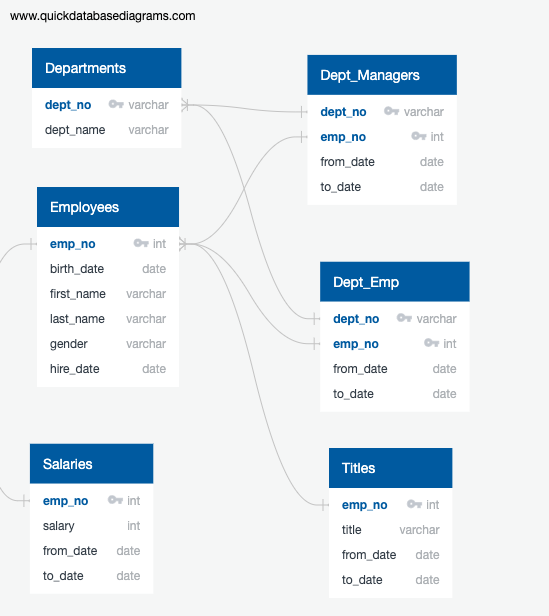 www.quickdatabasediagrams.com
Departments
dept_no varchar
dept_name varchar
Employees
emp_no int
birth_date date
first_name varchar
last_name varchar
gender varchar
hire_date date
Salaries
emp_no int
salary int
from_date date
to_date date
Dept_Managers
dept_no varchar
emp_no int
from_date date
to_date date
Dept_Emp
dept_no varchar
emp_no int
from_date date
to_date date
Titles
emp_no int
title varchar
from_date date
to_date date